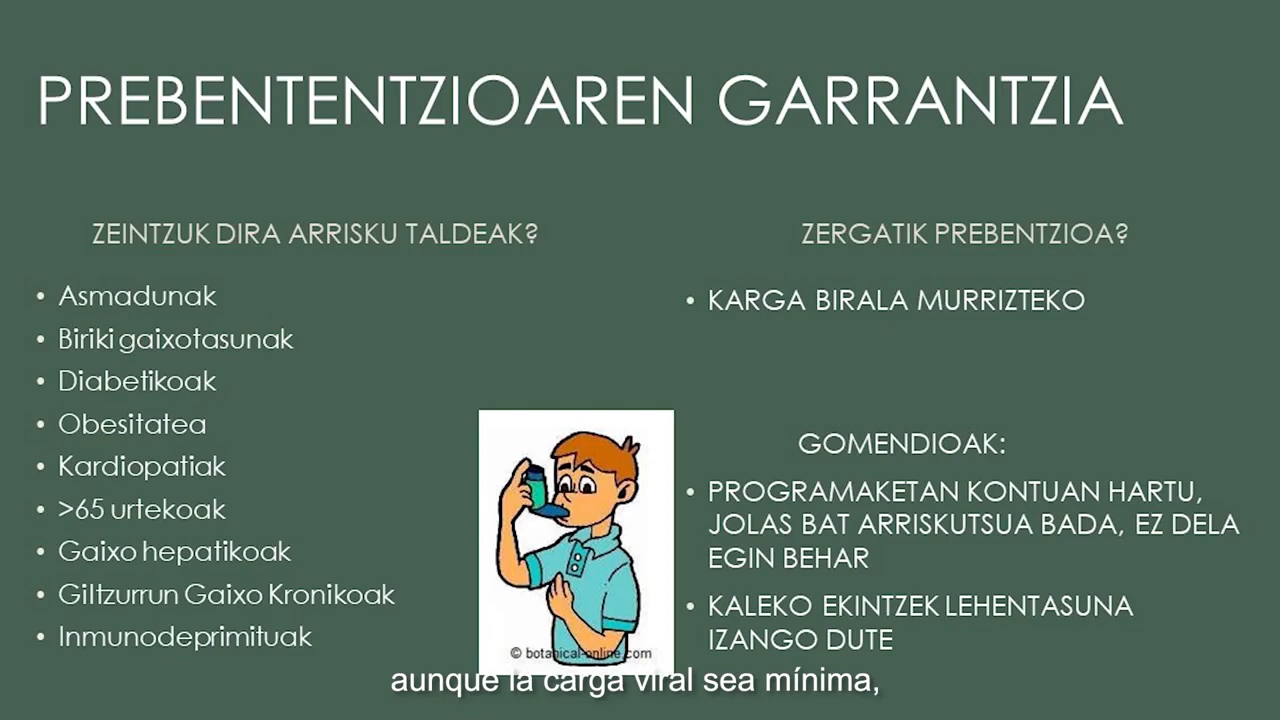 PREBENTENTZIOAREN GARRANTZIA
ZEINTZUK DIRA ARRISKU TALDEAK?
• Asmadunak
• Biriki gaixotasunak
• Diabetikoak
• Obesitatea
• Kardiopatiak
• >65 urtekoak
• Gaixo hepatikoak
• Giltzurrun Gaixo Kronikoak
• Inmunodeprimituak
ZERGATIK PREBENTZIOA?
• KARGA BIRALA MURRIZTEKO
GOMENDIOAK:
• PROGRAMAKETAN KONTUAN HARTU,
JOLAS BAT ARRISKUTSUA BADA, EZ DELA
EGIN BEHAR
• KALEKO EKINTZEK LEHENTASUNA
IZANGO DUTE
© botanical-online.com
aunque la carga viral sea mínima,